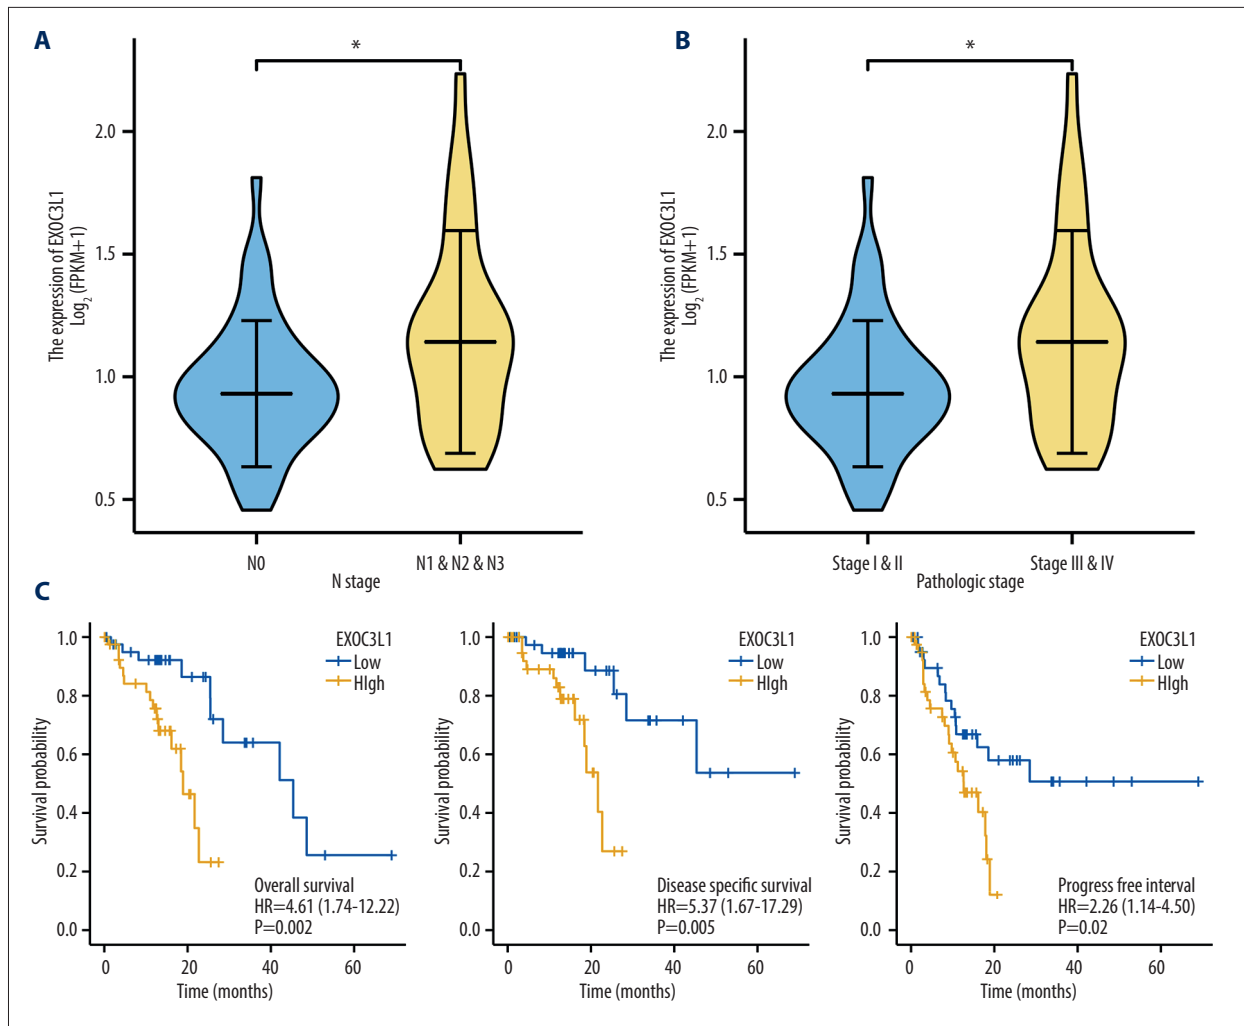 A
*
2.0
1.5
1.0
0.5
The expression of EXOC3L1
Log2 (FPKM+1)
N0
N1 & N2 & N3
N stage
B
*
2.0
1.5
1.0
0.5
The expression of EXOC3L1
Log2 (FPKM+1)
Stage I & II
Stage III & IV
Pathologic stage
C
1.0
0.8
0.6
0.4
0.2
0.0
Survival probability
EXOC3L1
Low
HIgh
Overall survival
HR=4.61 (1.74-12.22)
P=0.002
0 20 40 60
Time (months)
1.0
0.8
0.6
0.4
0.2
0.0
Survival probability
EXOC3L1
Low
HIgh
Disease specific survival
HR=5.37 (1.67-17.29)
P=0.005
0 20 40 60
Time (months)
1.0
0.8
0.6
0.4
0.2
0.0
Survival probability
EXOC3L1
Low
HIgh
Progress free interval
HR=2.26 (1.14-4.50)
P=0.02
0 20 40 60
Time (months)